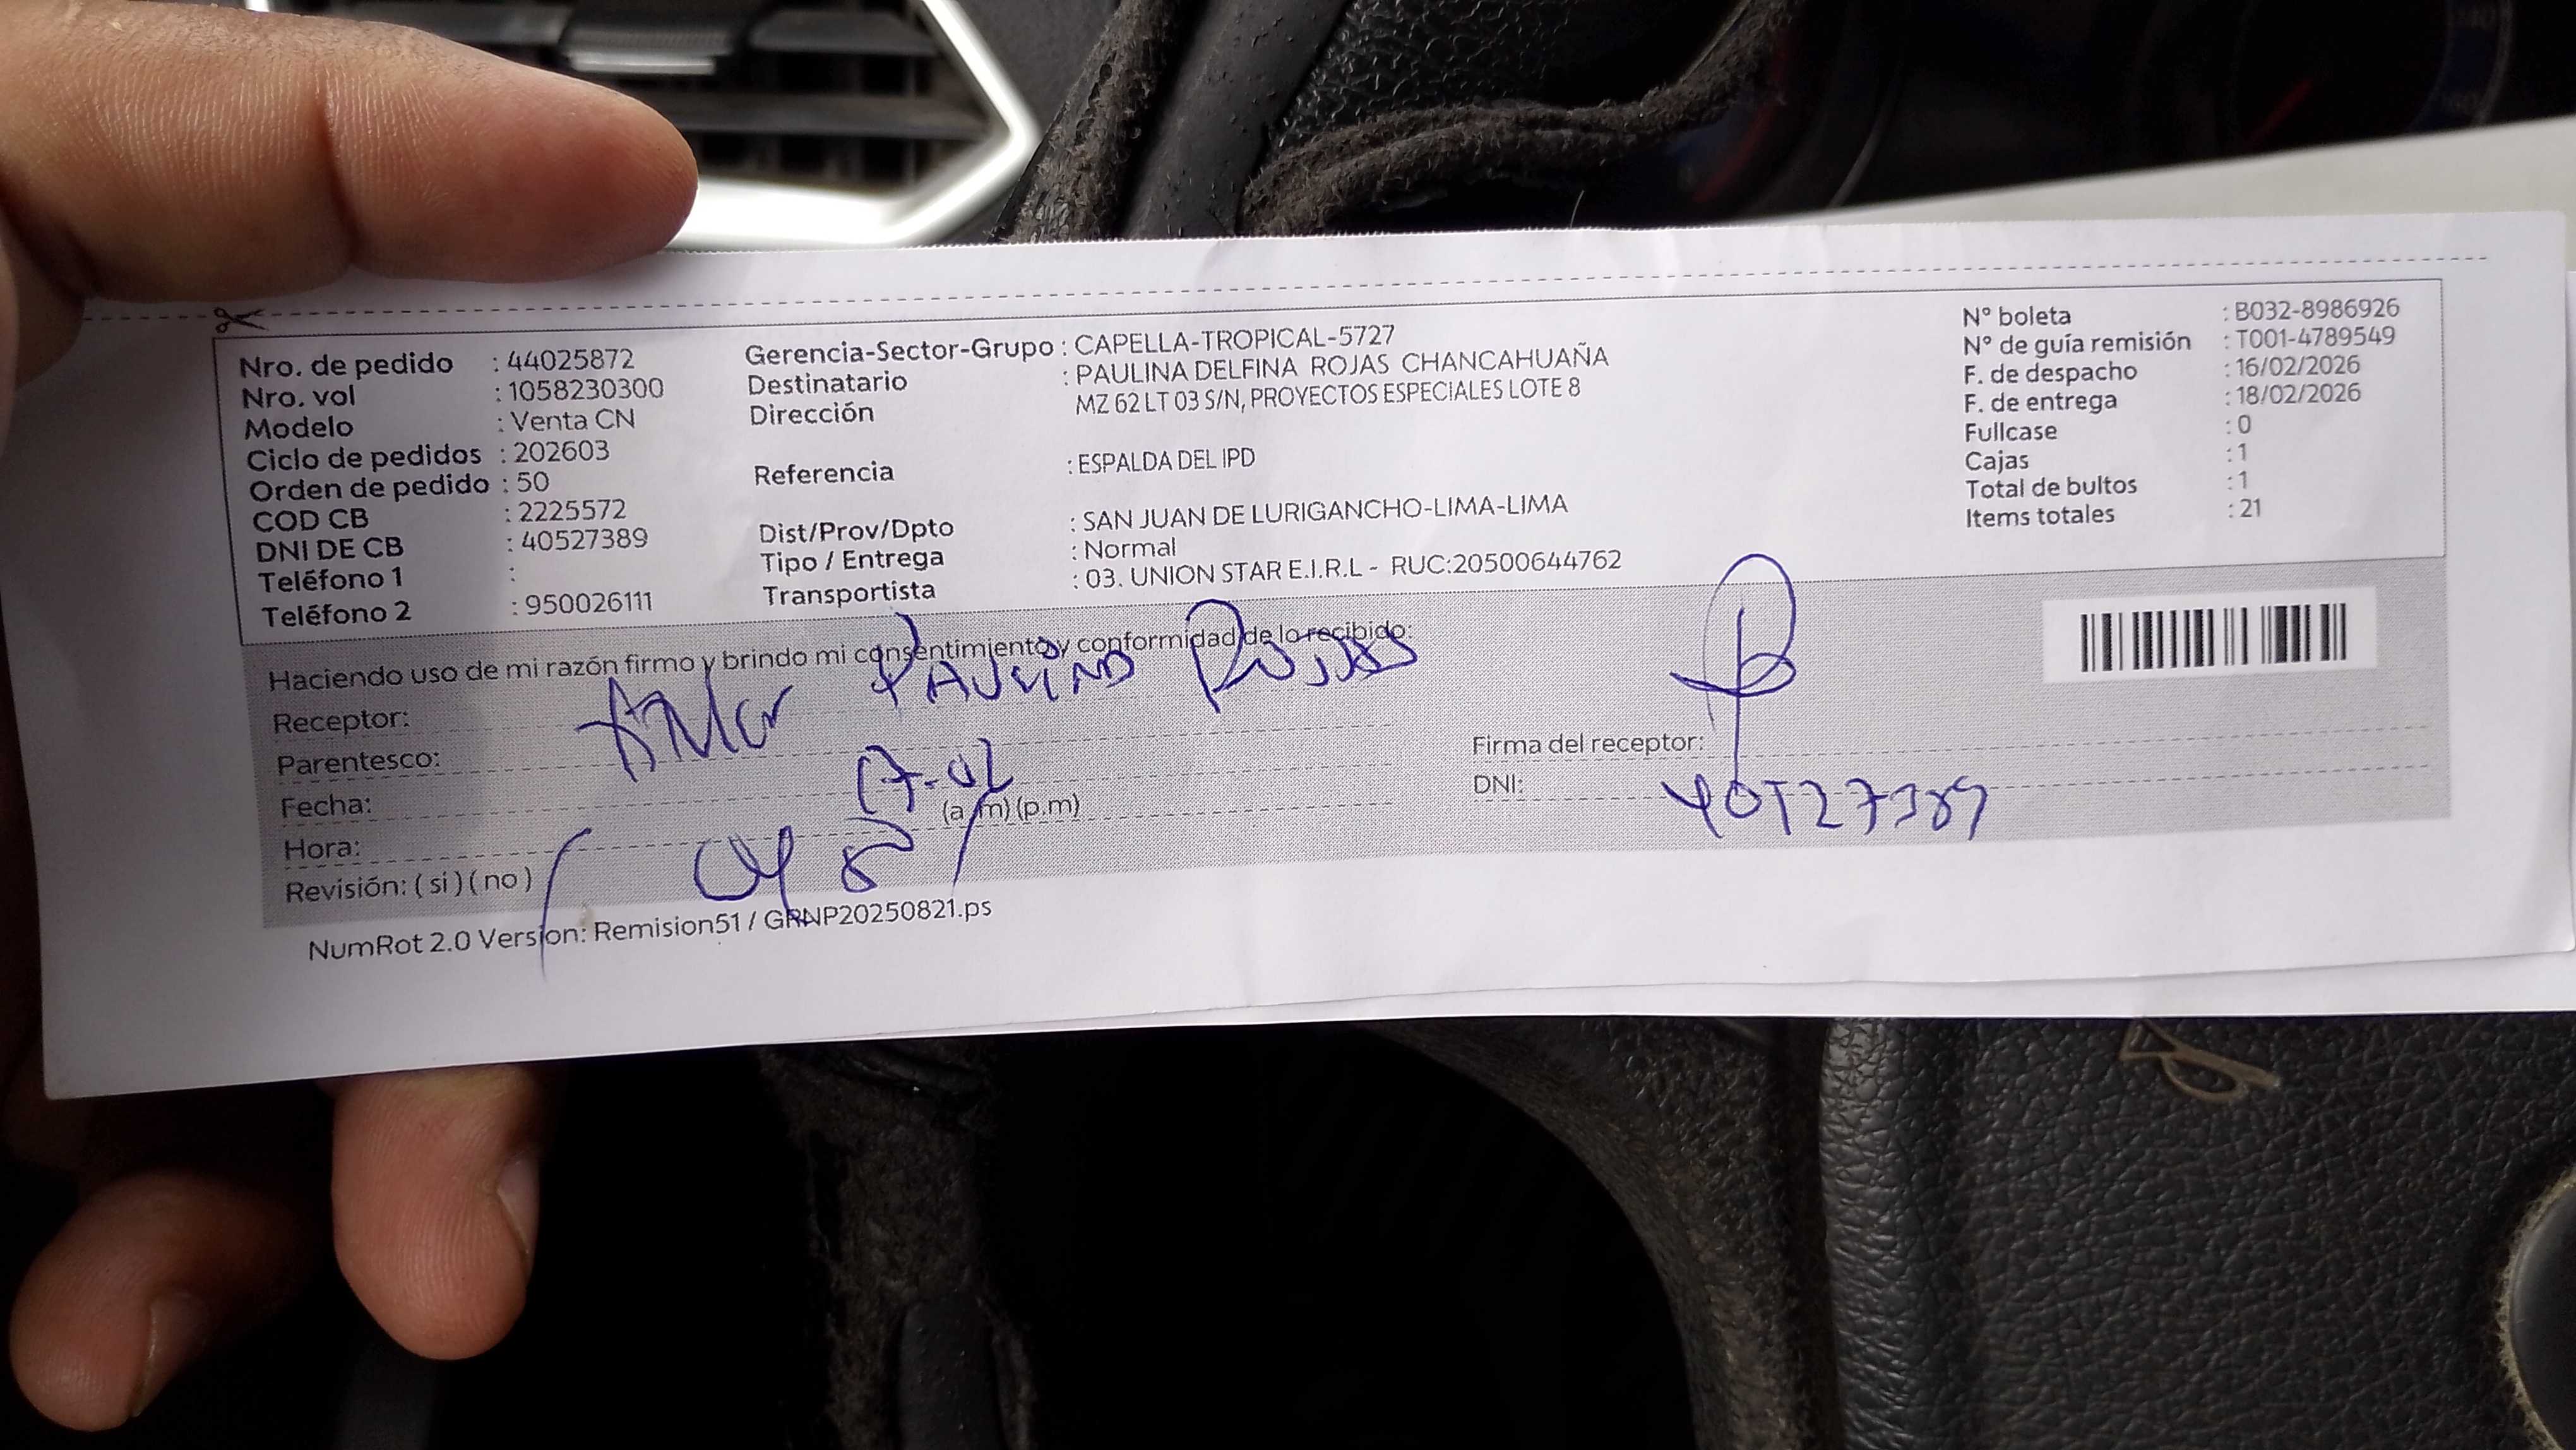 Nro. de pedido : 44025872
Nro. vol : 1058230300
Modelo : Venta CN
Ciclo de pedidos : 202603
Orden de pedido : 50
COD CB : 2225572
DNI DE CB : 40527389
Teléfono 1 :
Teléfono 2 : 950026111
Gerencia-Sector-Grupo : CAPELLA-TROPICAL-5727
Destinatario : PAULINA DELFINA ROJAS CHANCAHUAÑA
Dirección MZ 62 LT 03 S/N, PROYECTOS ESPECIALES LOTE 8
Referencia : ESPALDA DEL IPD
Dist/Prov/Dpto : SAN JUAN DE LURIGANCHO-LIMA-LIMA
Tipo / Entrega : Normal
Transportista : 03. UNION STAR E.I.R.L - RUC:20500644762
N° boleta : B032-8986926
N° de guía remisión : T001-4789549
F. de despacho : 16/02/2026
F. de entrega : 18/02/2026
Fullcase : 0
Cajas : 1
Total de bultos : 1
Items totales : 21
Haciendo uso de mi razón firmo y brindo mi consentimiento y conformidad de lo recibido:
Receptor: Rojas
Parentesco:
Fecha: 17-02
Hora: (a.m) (p.m)
Revisión: ( si ) ( no )
Firma del receptor:
DNI: 40527389
NumRot 2.0 Version: Remision51 / GRNP20250821.ps